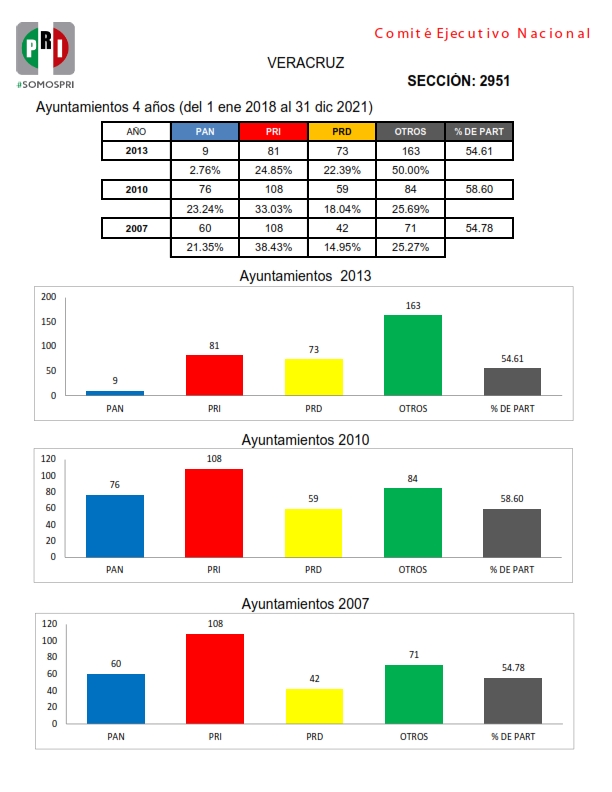 Comité Ejecutivo Nacional
PRI
#SOMOSPRI
VERACRUZ
SECCIÓN: 2951
Ayuntamientos 4 años (del 1 ene 2018 al 31 dic 2021)
AÑO PAN PRI PRD OTROS % DE PART
2013 9 81 73 163 54.61
2.76% 24.85% 22.39% 50.00%
2010 76 108 59 84 58.60
23.24% 33.03% 18.04% 25.69%
2007 60 108 42 71 54.78
21.35% 38.43% 14.95% 25.27%
Ayuntamientos 2013
200
150
100
50
0
9 81 73 163 54.61
PAN PRI PRD OTROS % DE PART
Ayuntamientos 2010
120
100
80
60
40
20
0
76 108 59 84 58.60
PAN PRI PRD OTROS % DE PART
Ayuntamientos 2007
120
100
80
60
40
20
0
60 108 42 71 54.78
PAN PRI PRD OTROS % DE PART